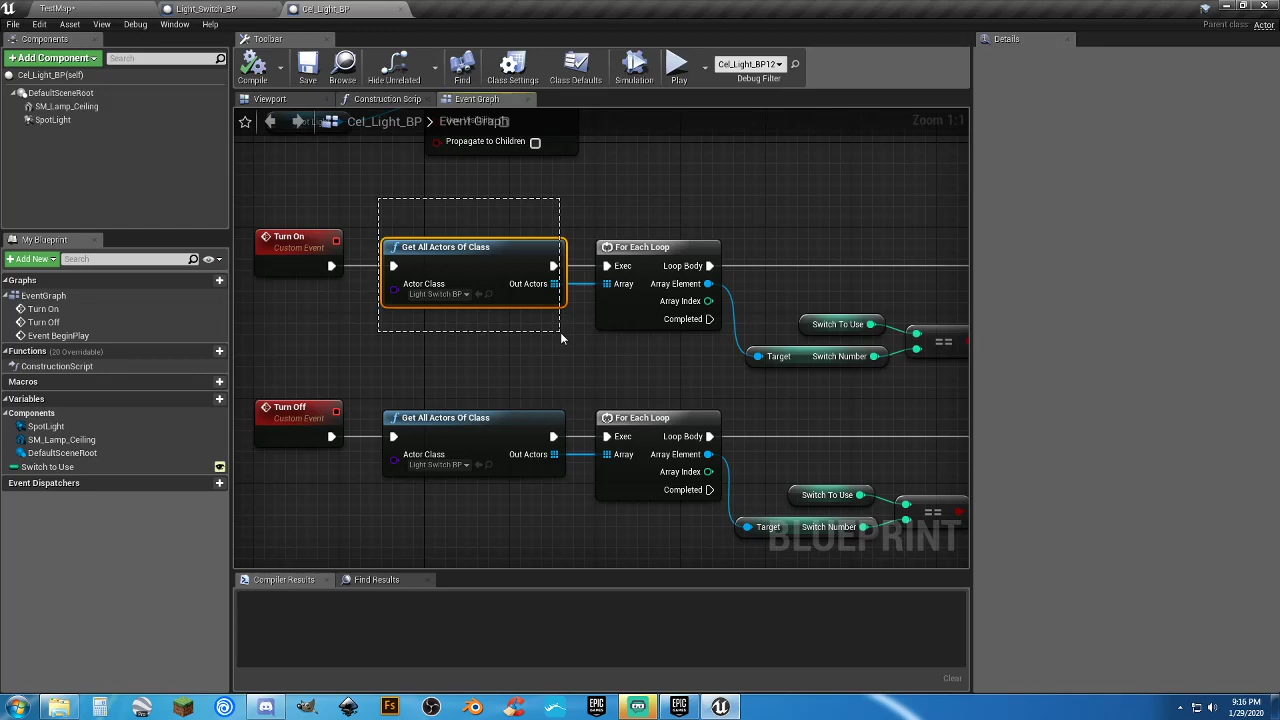 TestMap*
Light_Switch_BP
Cel_Light_BP
File
Edit
Asset
View
Debug
Window
Help
Parent class: Actor
Components
Toolbar
Details
Add Component
Search
Cel_Light_BP(self)
DefaultSceneRoot
SM_Lamp_Ceiling
SpotLight
Compile
Save
Browse
Hide Unrelated
Find
Class Settings
Class Defaults
Simulation
Play
Cel_Light_BP12
Debug Filter
Viewport
Construction Scrip
Event Graph
Cel_Light_BP > Event Graph
Zoom 1:1
Propagate to Children
My Blueprint
Add New
Search
Graphs
EventGraph
Turn On
Turn Off
Event BeginPlay
Functions (20 Overridable)
ConstructionScript
Macros
Variables
Components
SpotLight
SM_Lamp_Ceiling
DefaultSceneRoot
Switch to Use
Event Dispatchers
Turn On
Custom Event
Get All Actors Of Class
Actor Class
Light Switch BP
Out Actors
For Each Loop
Exec
Loop Body
Array
Array Element
Array Index
Completed
Switch To Use
Target
Switch Number
==
Turn Off
Custom Event
Get All Actors Of Class
Actor Class
Light Switch BP
Out Actors
For Each Loop
Exec
Loop Body
Array
Array Element
Array Index
Completed
Switch To Use
Target
Switch Number
==
BLUEPRINT
Compiler Results
Find Results
Clear
Pro
Fs
EPIC GAMES
EPIC GAMES
9:16 PM
1/29/2020